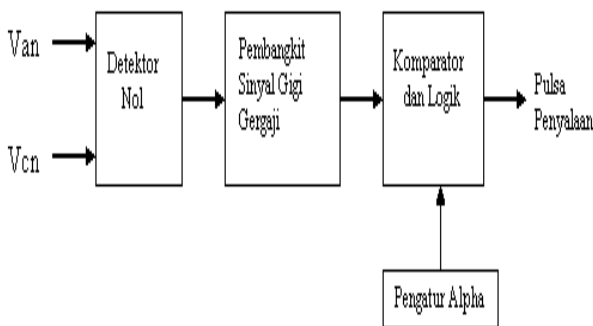 Van
Vcn
Detektor
Nol
Pembangkit
Sinyal Gigi
Gergaji
Komparator
dan Logik
Pulsa
Penyalaan
Pengatur Alpha